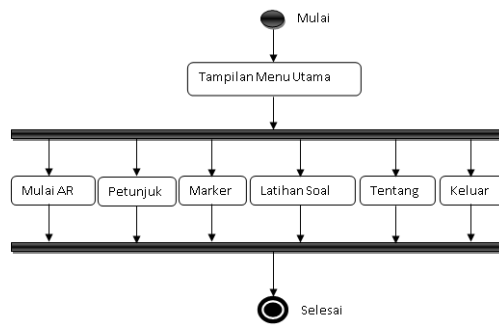 Mulai
Tampilan Menu Utama
Mulai AR
Petunjuk
Marker
Latihan Soal
Tentang
Keluar
Selesai